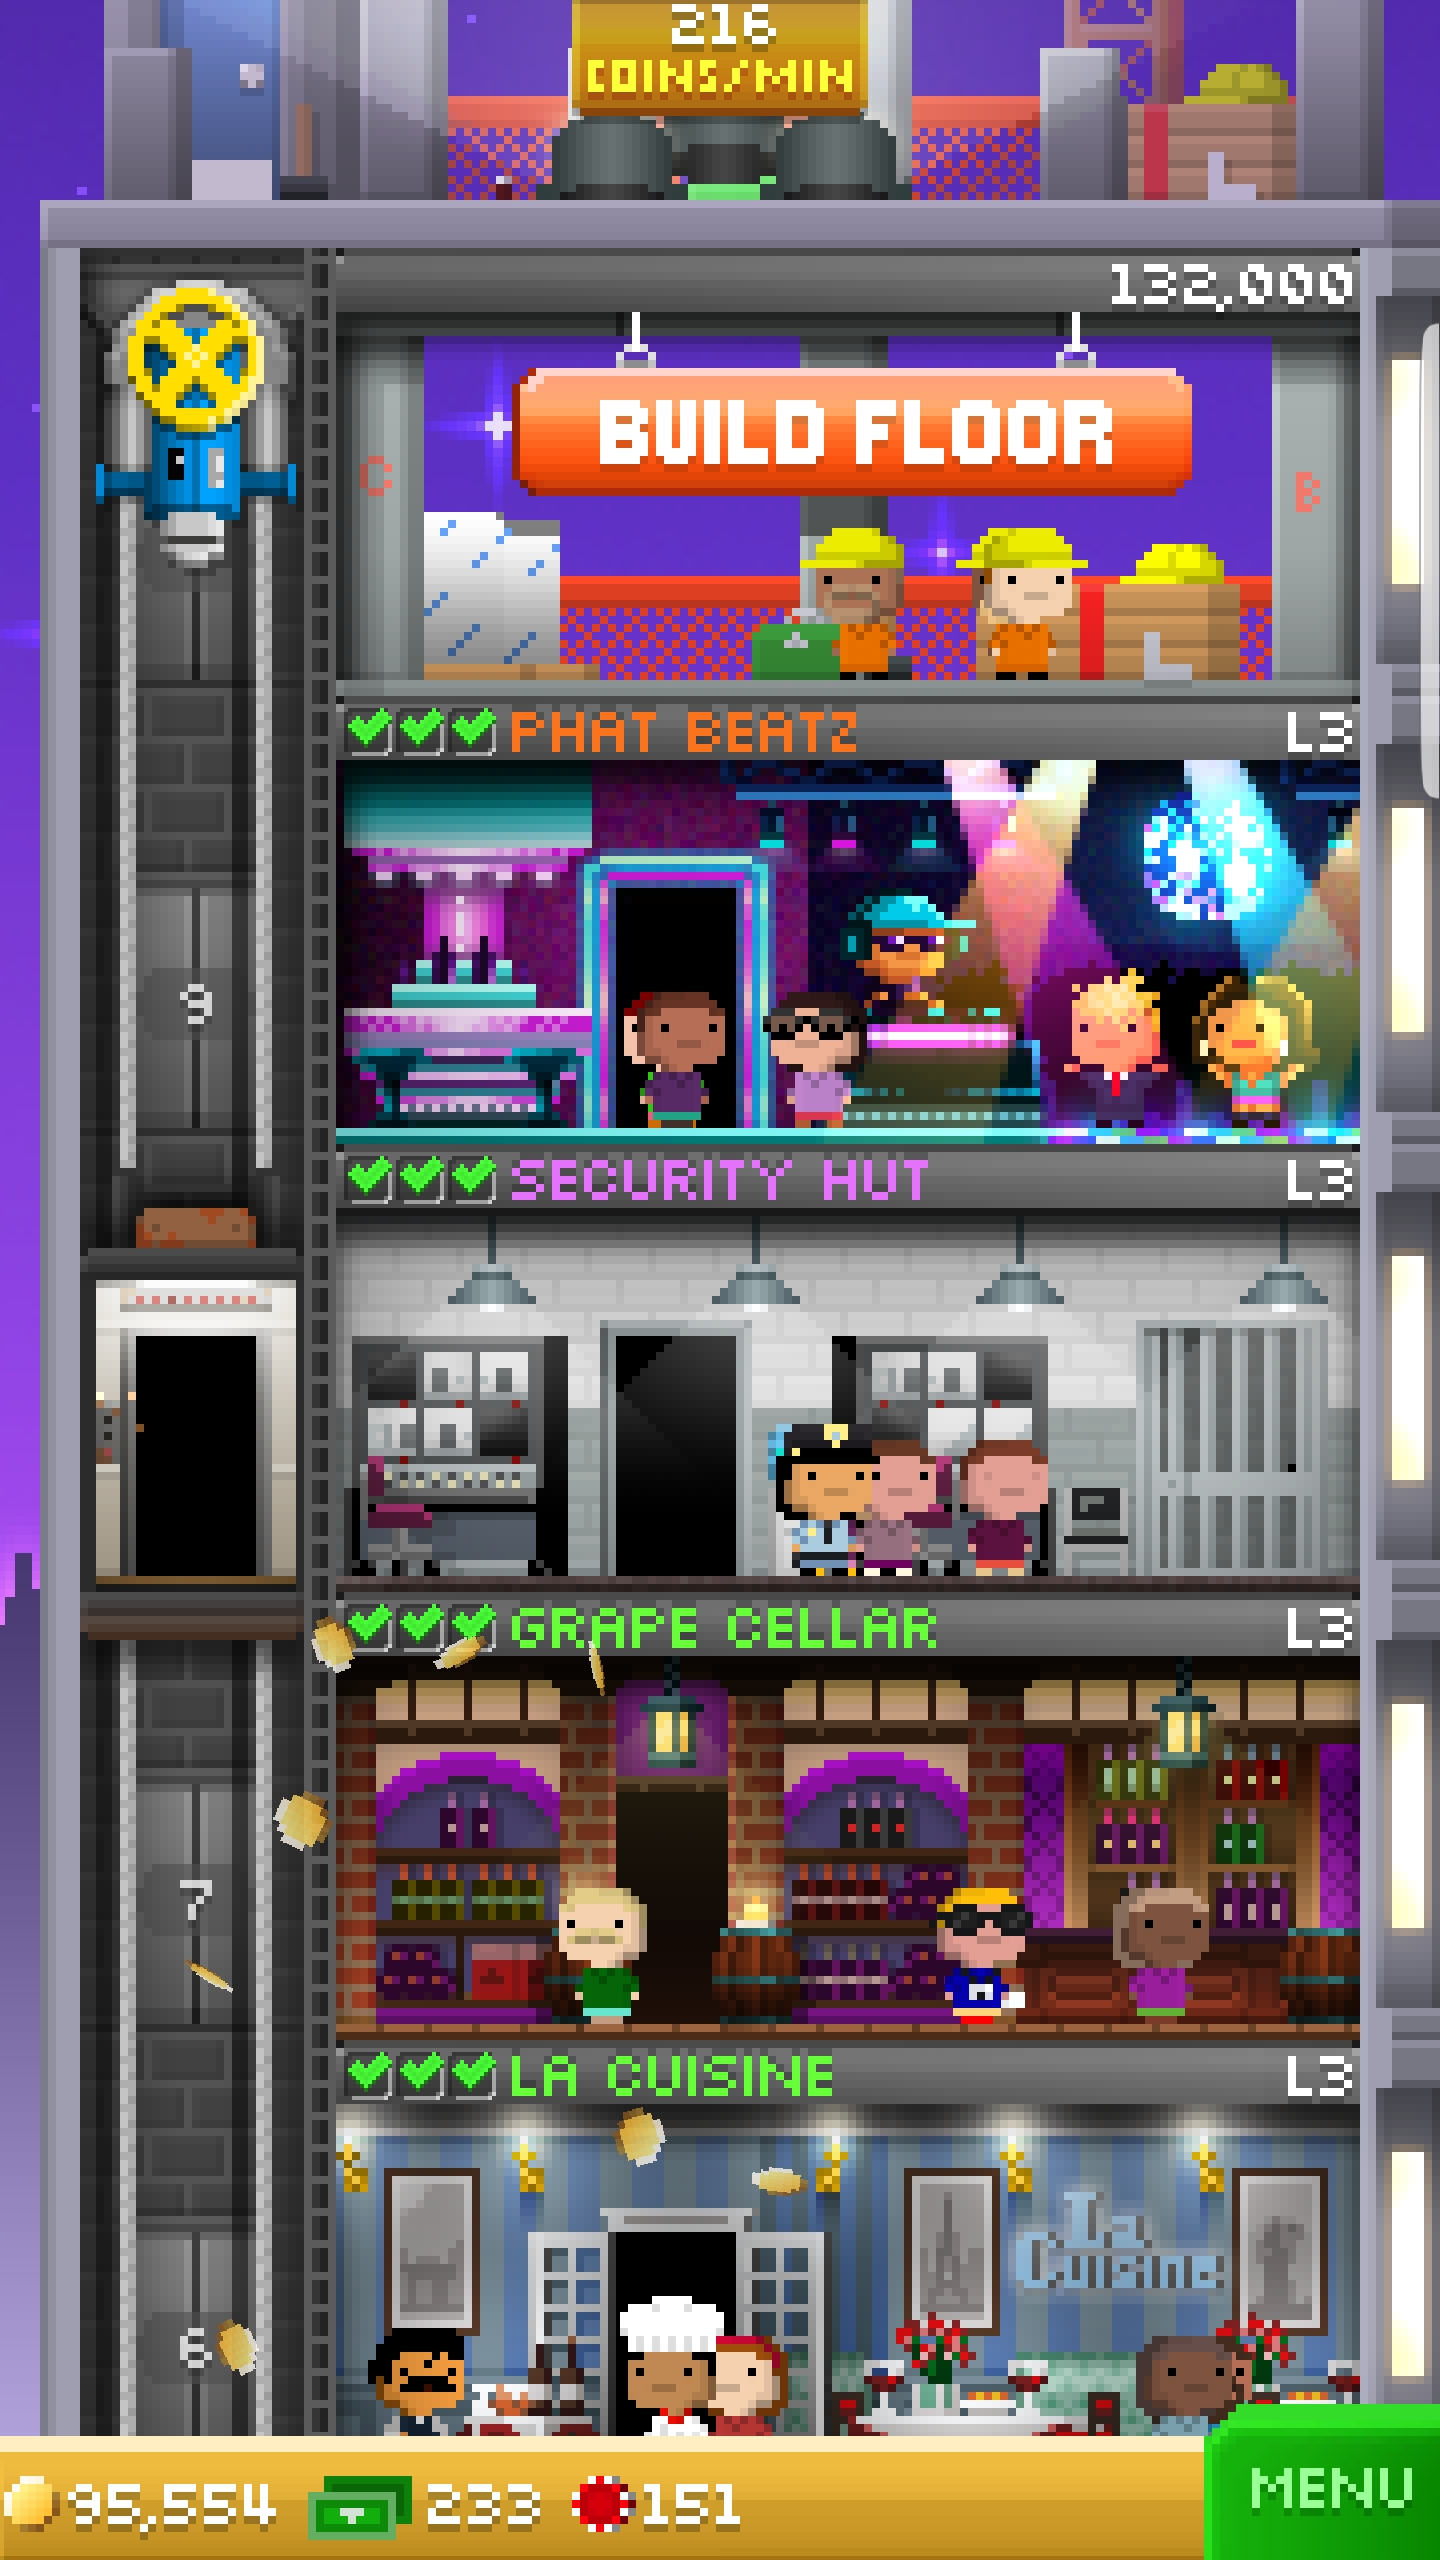 216
COINS/MIN
132,000
BUILD FLOOR
C
B
PHAT BEATZ L3
9
SECURITY HUT L3
GRAPE CELLAR L3
7
LA CUISINE L3
La
Cuisine
6
95,554 233 151
MENU